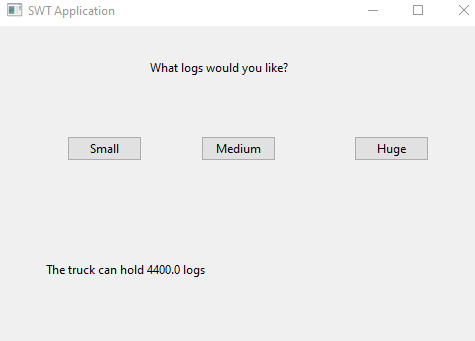 SWT Application
What logs would you like?
Small Medium Huge
The truck can hold 4400.0 logs